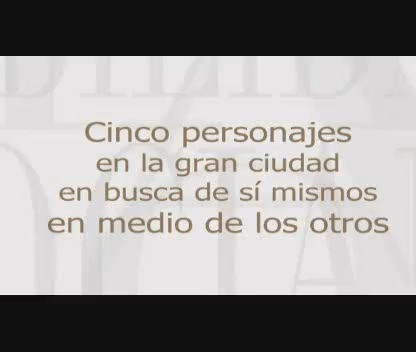 Cinco personajes
en la gran ciudad
en busca de sí mismos
en medio de los otros